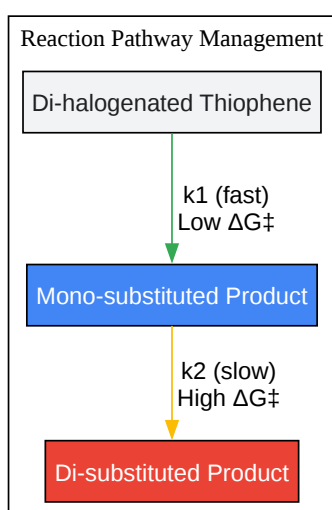 Reaction Pathway Management
Di-halogenated Thiophene
k1 (fast)
Low ΔG‡
Mono-substituted Product
k2 (slow)
High ΔG‡
Di-substituted Product